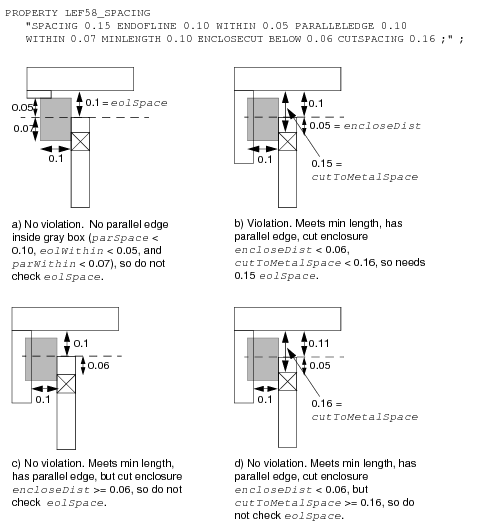 PROPERTY LEF58_SPACING
"SPACING 0.15 ENDOFLINE 0.10 WITHIN 0.05 PARALLELEDGE 0.10
WITHIN 0.07 MINLENGTH 0.10 ENCLOSECUT BELOW 0.06 CUTSPACING 0.16 ;" ;
0.05
0.07
0.1
0.1 = eolSpace
0.1
0.05 = encloseDist
0.1
0.15 =
cutToMetalSpace
a) No violation. No parallel edge
inside gray box (parSpace <
0.10, eolWithin < 0.05, and
parWithin < 0.07), so do not
check eolSpace.
b) Violation. Meets min length, has
parallel edge, cut enclosure
encloseDist < 0.06,
cutToMetalSpace < 0.16, so needs
0.15 eolSpace.
0.1
0.06
0.1
0.11
0.05
0.1
0.16 =
cutToMetalSpace
c) No violation. Meets min length,
has parallel edge, but cut enclosure
encloseDist >= 0.06, so do not
check eolSpace.
d) No violation. Meets min length, has
parallel edge, cut enclosure
encloseDist < 0.06, but
cutToMetalSpace >= 0.16, so do
not check eolSpace.